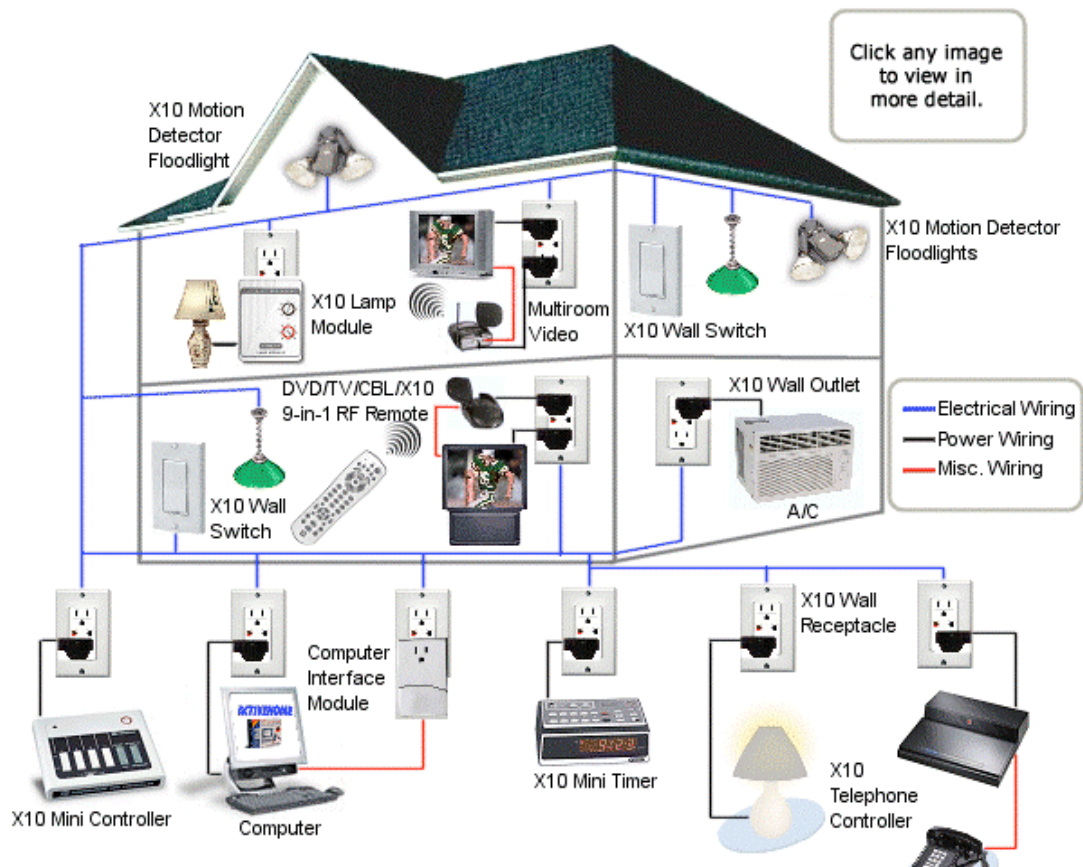 Click any image
to view in
more detail.
X10 Motion
Detector
Floodlight
X10 Motion Detector
Floodlights
X10 Lamp
Module
Multiroom
Video
X10 Wall Switch
DVD/TV/CBL/X10
9-in-1 RF Remote
X10 Wall Outlet
Electrical Wiring
Power Wiring
Misc. Wiring
X10 Wall
Switch
A/C
X10 Wall
Receptacle
Computer
Interface
Module
ACTIVEHOME
X10 Mini Timer
X10
Telephone
Controller
X10 Mini Controller
Computer